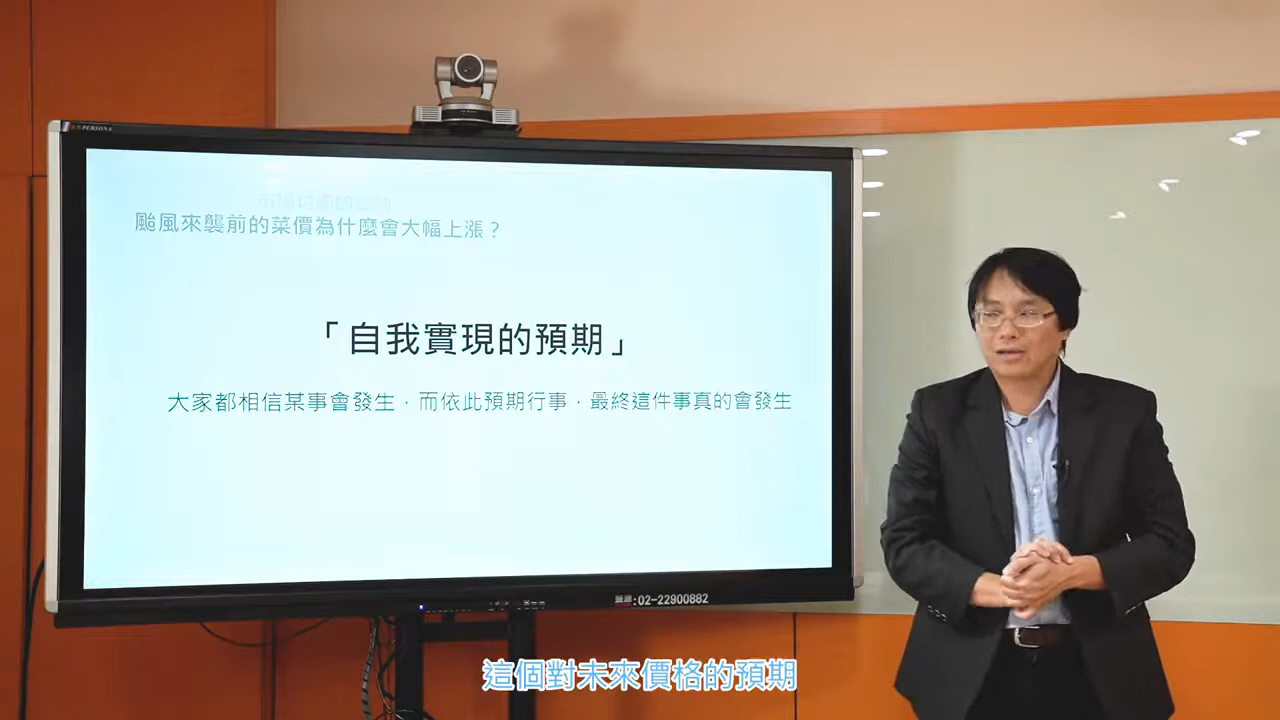 PERSONA
颱風來襲前的菜價為什麼會大幅上漲？
「自我實現的預期」
大家都相信某事會發生，而依此預期行事，最終這件事真的會發生
:02-22900882
這個對未來價格的預期